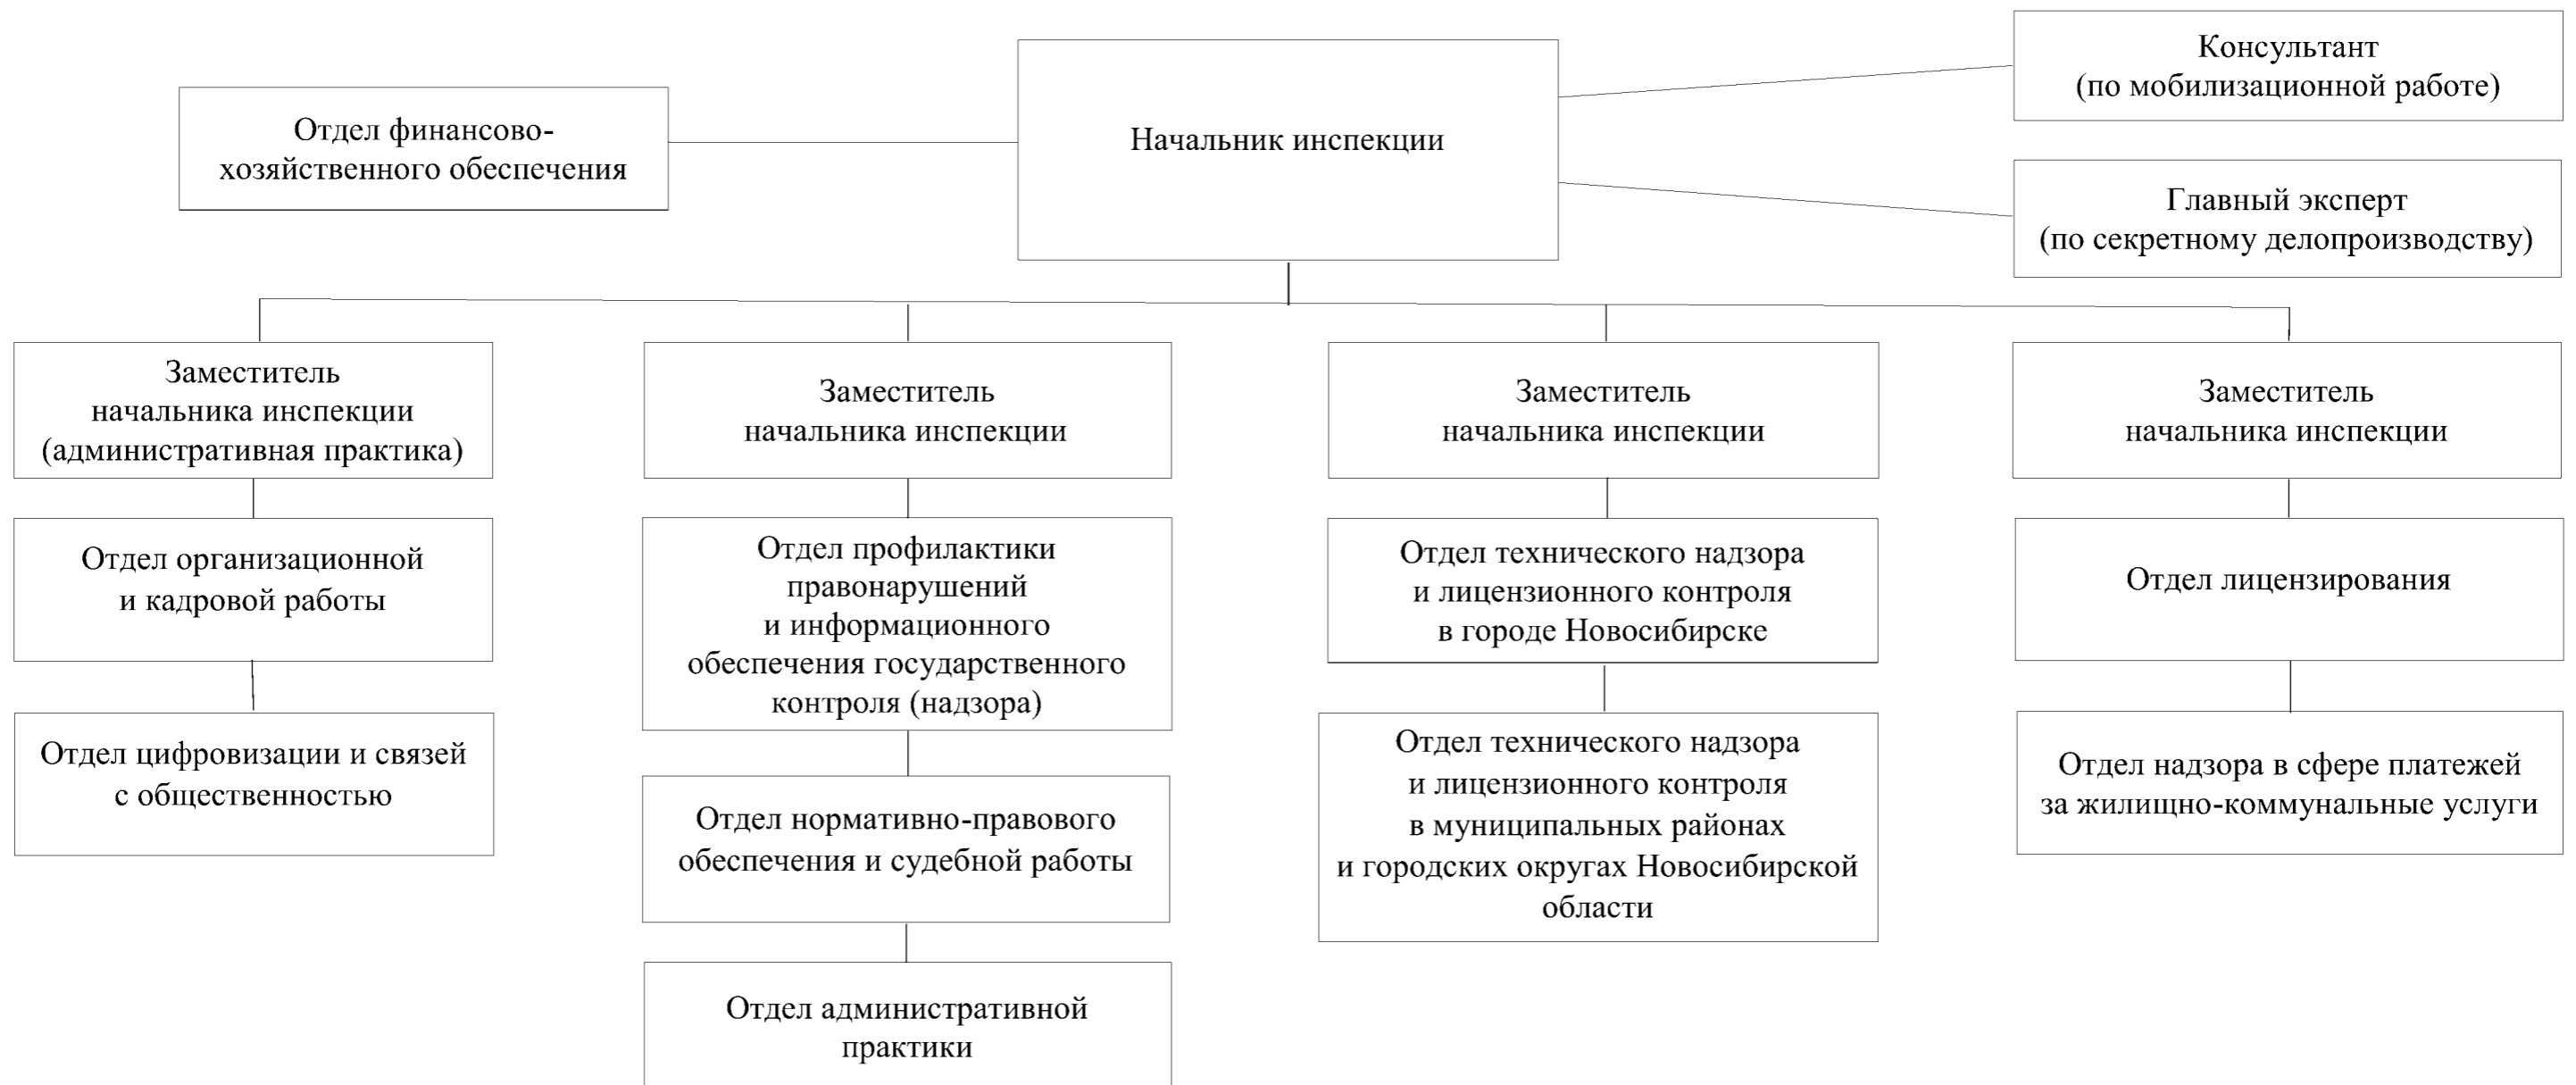 Консультант
(по мобилизационной работе)
Отдел финансово-
хозяйственного обеспечения
Начальник инспекции
Главный эксперт
(по секретному делопроизводству)
Заместитель
начальника инспекции
(административная практика)
Заместитель
начальника инспекции
Заместитель
начальника инспекции
Заместитель
начальника инспекции
Отдел организационной
и кадровой работы
Отдел профилактики
правонарушений
и информационного
обеспечения государственного
контроля (надзора)
Отдел технического надзора
и лицензионного контроля
в городе Новосибирске
Отдел лицензирования
Отдел цифровизации и связей
с общественностью
Отдел нормативно-правового
обеспечения и судебной работы
Отдел технического надзора
и лицензионного контроля
в муниципальных районах
и городских округах Новосибирской
области
Отдел надзора в сфере платежей
за жилищно-коммунальные услуги
Отдел административной
практики